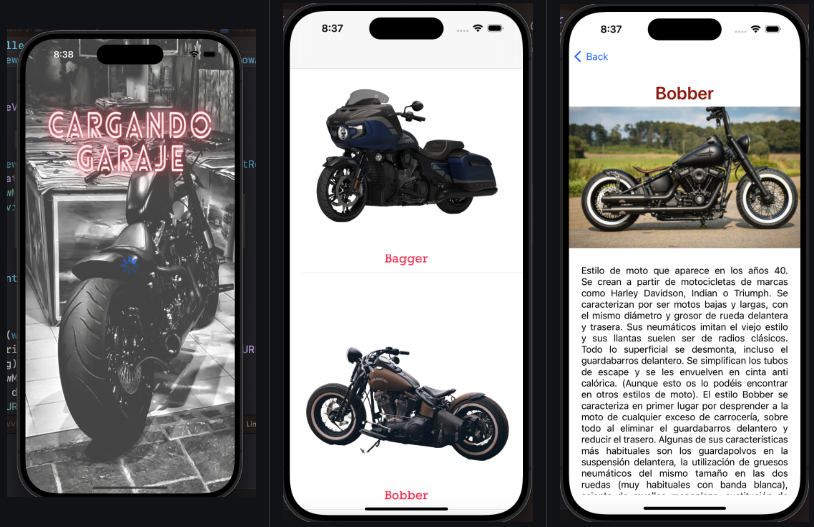 8:38
CARGANDO
GARAJE
8:37
Bagger
Bobber
8:37
Back
Bobber
Estilo de moto que aparece en los años 40.
Se crean a partir de motocicletas de marcas
como Harley Davidson, Indian o Triumph. Se
caracterizan por ser motos bajas y largas, con
el mismo diámetro y grosor de rueda delantera
y trasera. Sus neumáticos imitan el viejo estilo
y sus llantas suelen ser de radios clásicos.
Todo lo superficial se desmonta, incluso el
guardabarros delantero. Se simplifican los tubos
de escape y se les envuelven en cinta anti
calórica. (Aunque esto os lo podéis encontrar
en otros estilos de moto). El estilo Bobber se
caracteriza en primer lugar por desprender a la
moto de cualquier exceso de carrocería, sobre
todo al eliminar el guardabarros delantero y
reducir el trasero. Algunas de sus características
más habituales son los guardapolvos en la
suspensión delantera, la utilización de gruesos
neumáticos del mismo tamaño en las dos
ruedas (muy habituales con banda blanca),